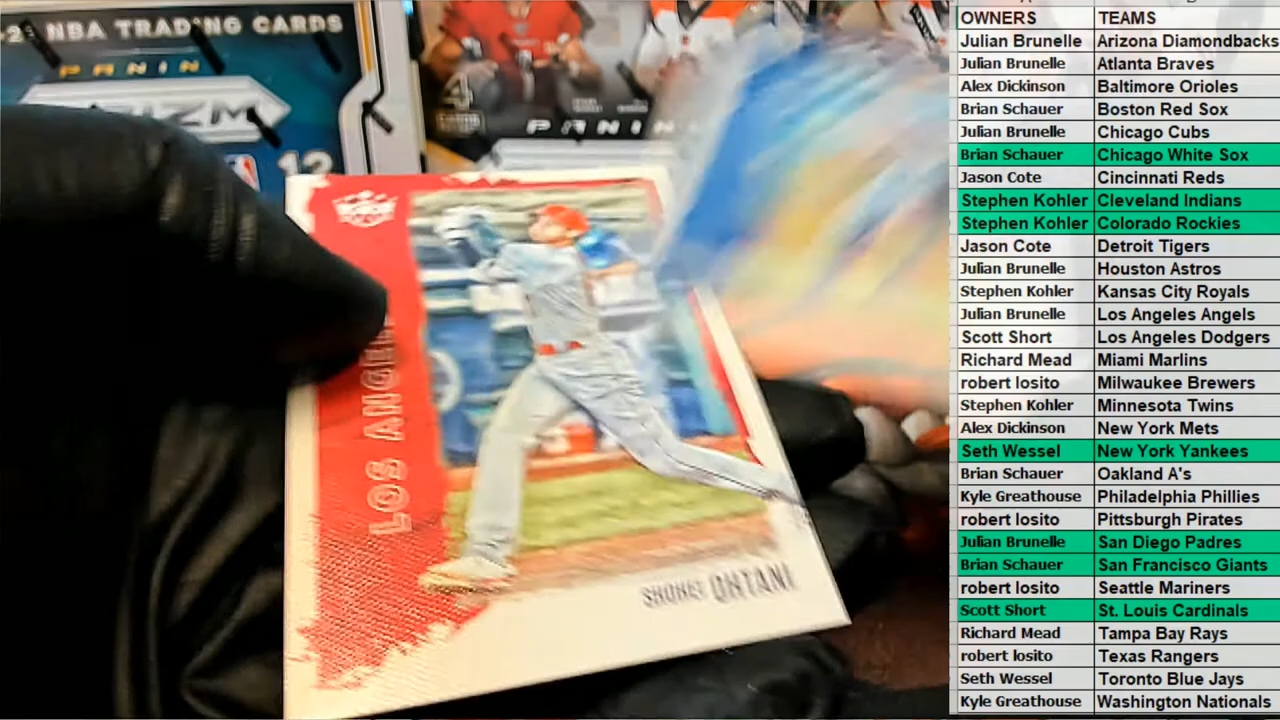 NBA TRADING CARDS
PANINI
PRIZM
12
4
PANINI
LOS ANGEL
SHOHEI OHTANI
OWNERS TEAMS
Julian Brunelle Arizona Diamondbacks
Julian Brunelle Atlanta Braves
Alex Dickinson Baltimore Orioles
Brian Schauer Boston Red Sox
Julian Brunelle Chicago Cubs
Brian Schauer Chicago White Sox
Jason Cote Cincinnati Reds
Stephen Kohler Cleveland Indians
Stephen Kohler Colorado Rockies
Jason Cote Detroit Tigers
Julian Brunelle Houston Astros
Stephen Kohler Kansas City Royals
Julian Brunelle Los Angeles Angels
Scott Short Los Angeles Dodgers
Richard Mead Miami Marlins
robert losito Milwaukee Brewers
Stephen Kohler Minnesota Twins
Alex Dickinson New York Mets
Seth Wessel New York Yankees
Brian Schauer Oakland A's
Kyle Greathouse Philadelphia Phillies
robert losito Pittsburgh Pirates
Julian Brunelle San Diego Padres
Brian Schauer San Francisco Giants
robert losito Seattle Mariners
Scott Short St. Louis Cardinals
Richard Mead Tampa Bay Rays
robert losito Texas Rangers
Seth Wessel Toronto Blue Jays
Kyle Greathouse Washington Nationals